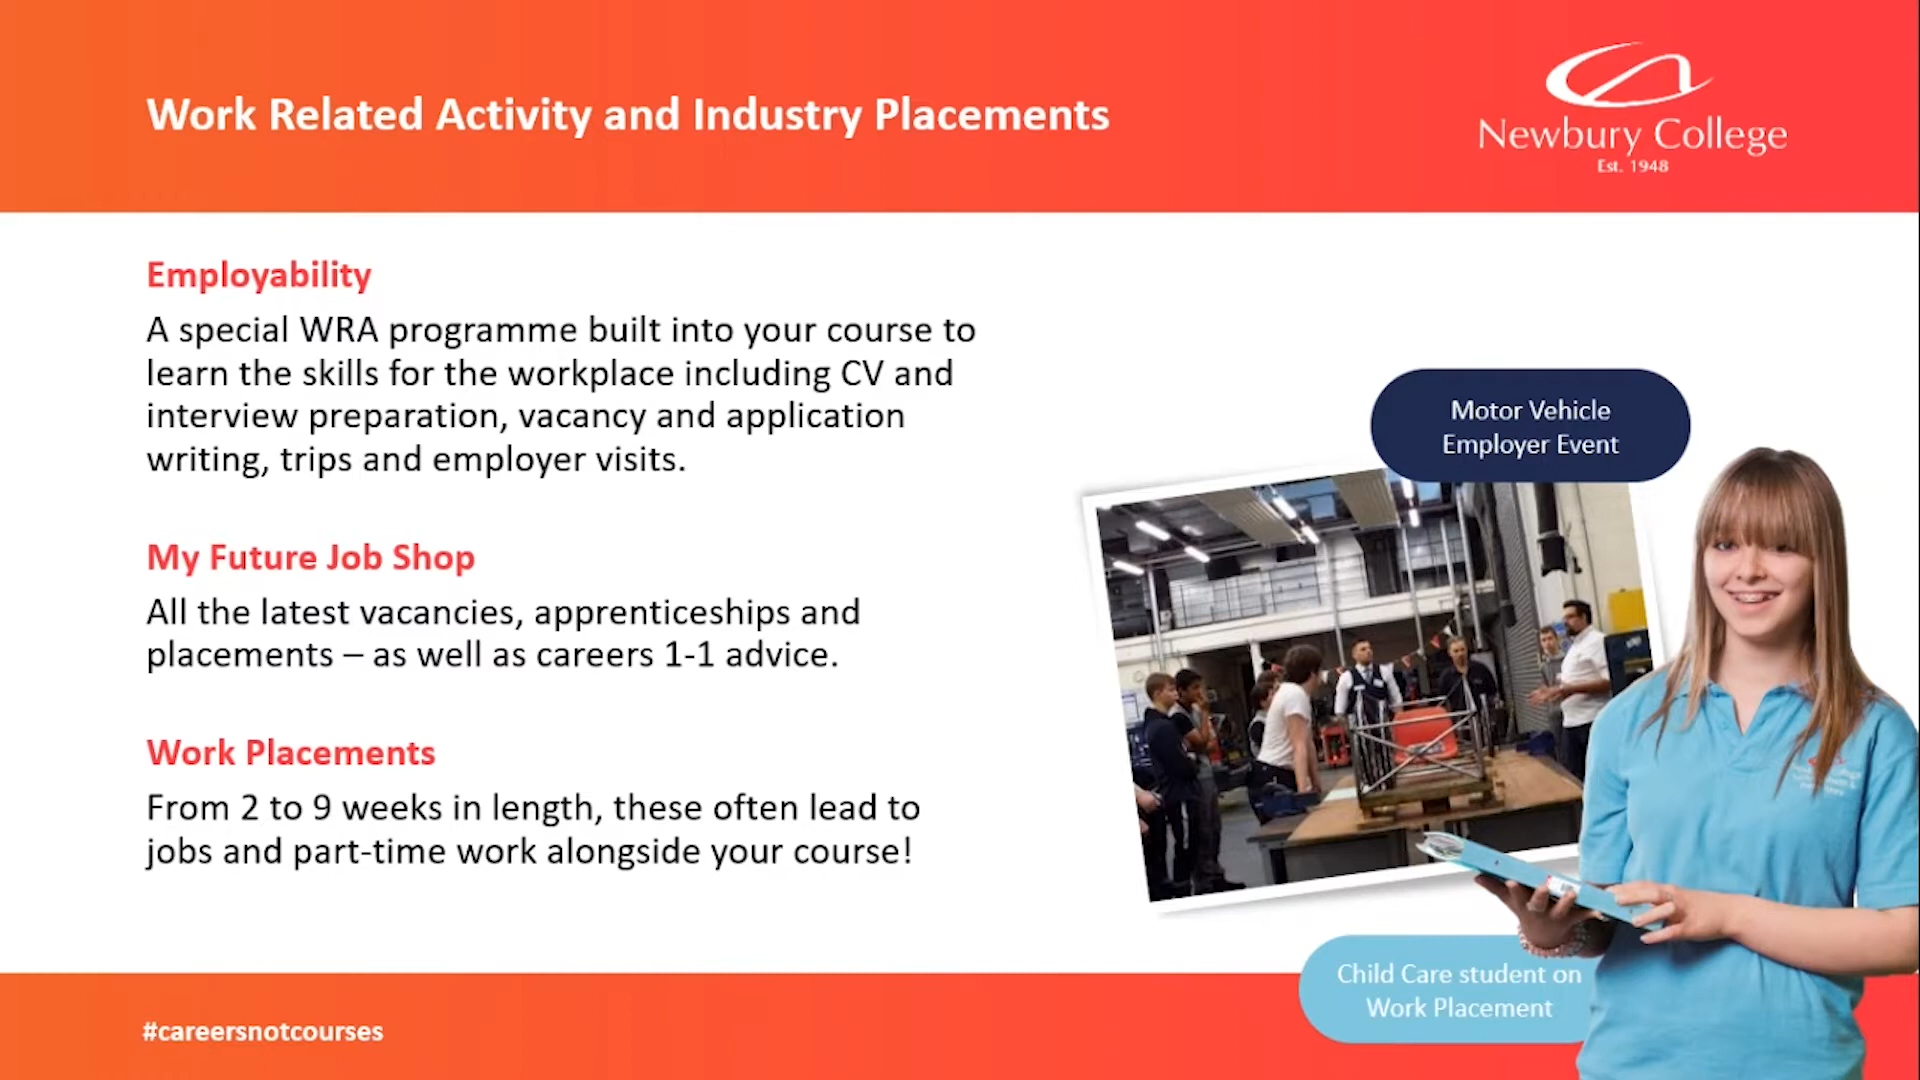 Work Related Activity and Industry Placements
Newbury College
Est. 1948
Employability
A special WRA programme built into your course to
learn the skills for the workplace including CV and
interview preparation, vacancy and application
writing, trips and employer visits.
My Future Job Shop
All the latest vacancies, apprenticeships and
placements – as well as careers 1-1 advice.
Work Placements
From 2 to 9 weeks in length, these often lead to
jobs and part-time work alongside your course!
Motor Vehicle
Employer Event
Child Care student on
Work Placement
#careersnotcourses